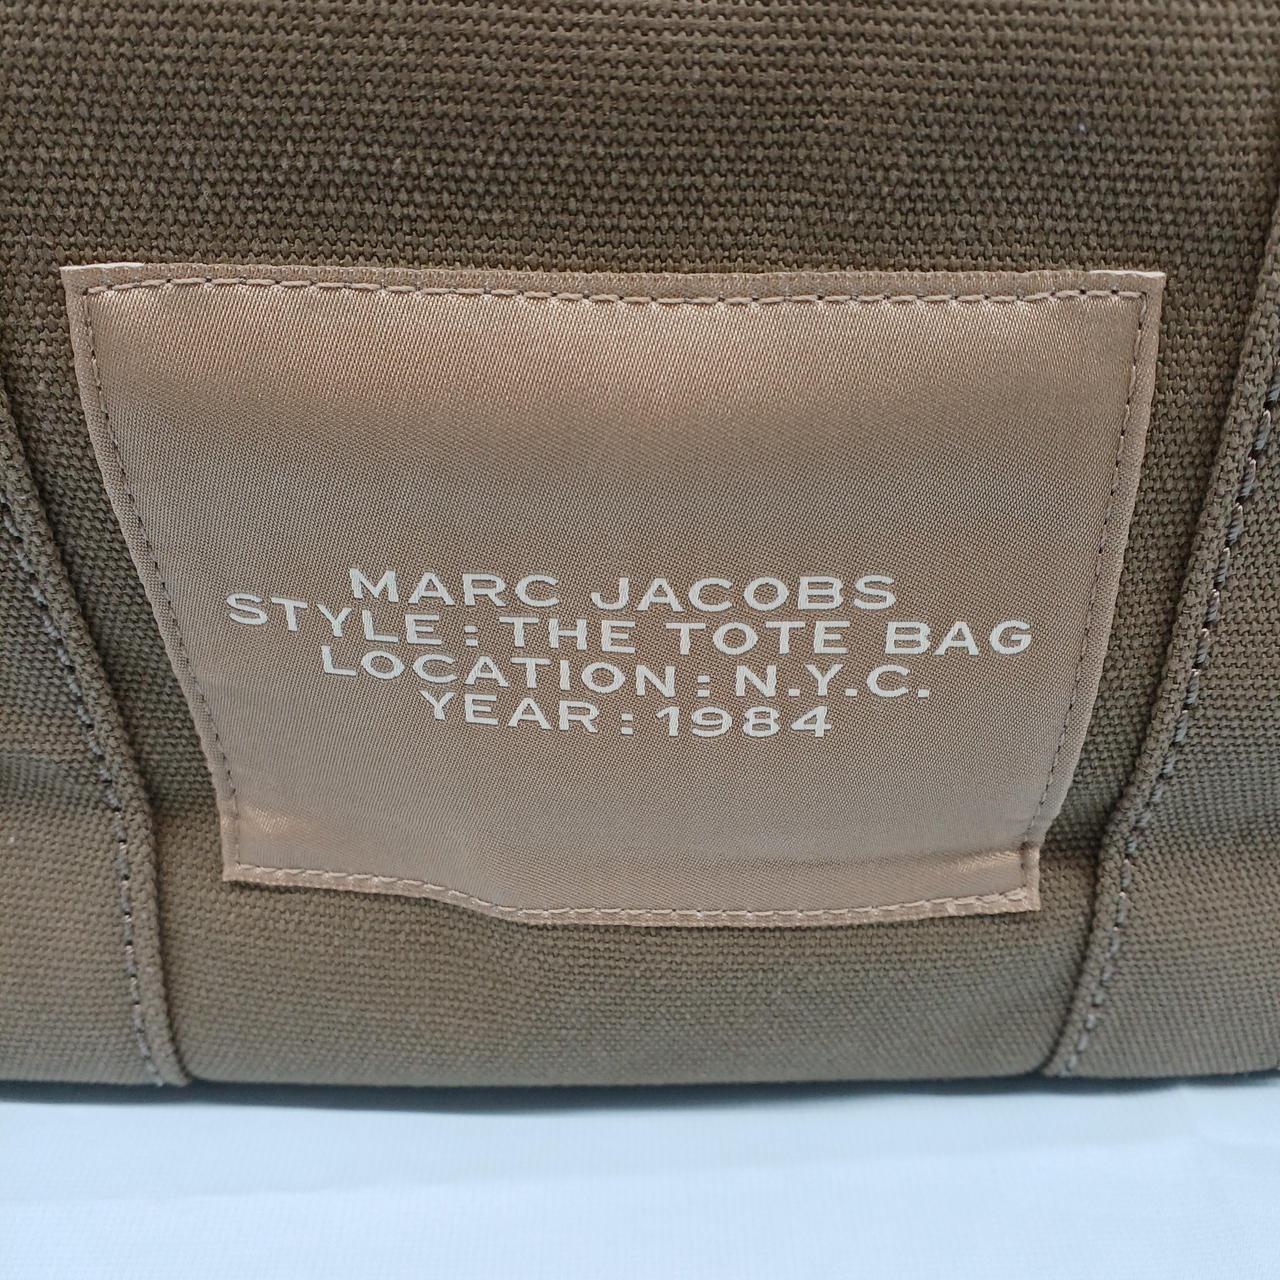 MARC JACOBS
STYLE : THE TOTE BAG
LOCATION : N.Y.C.
YEAR : 1984